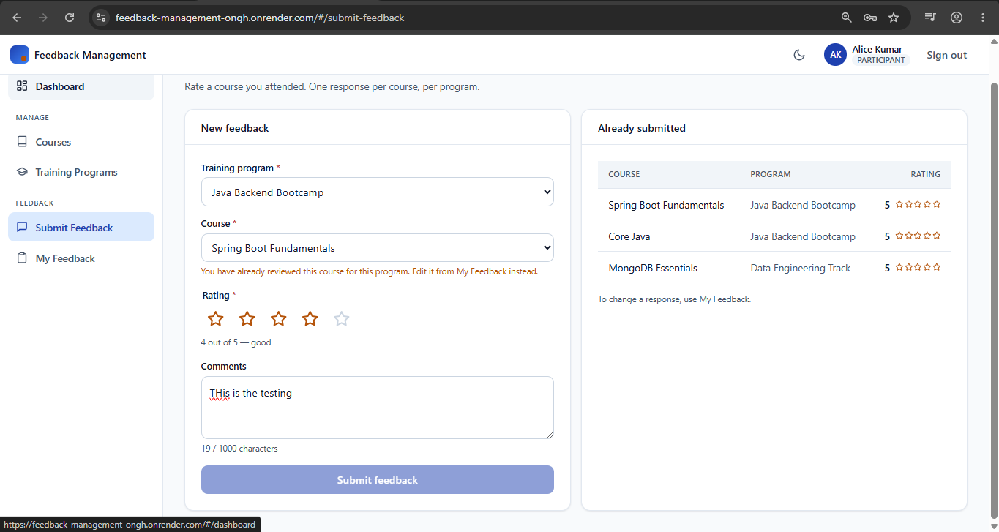 feedback-management-ongh.onrender.com/#/submit-feedback
Feedback Management
AK
Alice Kumar
PARTICIPANT
Sign out
Dashboard
MANAGE
Courses
Training Programs
FEEDBACK
Submit Feedback
My Feedback
Rate a course you attended. One response per course, per program.
New feedback
Training program *
Java Backend Bootcamp
Course *
Spring Boot Fundamentals
You have already reviewed this course for this program. Edit it from My Feedback instead.
Rating *
4 out of 5 — good
Comments
THis is the testing
19 / 1000 characters
Submit feedback
Already submitted
COURSE PROGRAM RATING
Spring Boot Fundamentals Java Backend Bootcamp 5
Core Java Java Backend Bootcamp 5
MongoDB Essentials Data Engineering Track 5
To change a response, use My Feedback.
https://feedback-management-ongh.onrender.com/#/dashboard